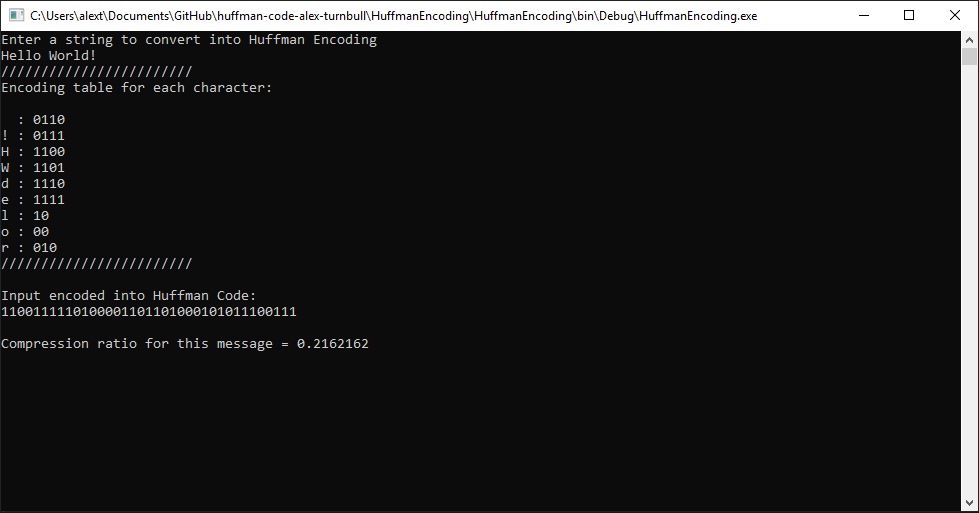 C:\Users\alext\Documents\GitHub\huffman-code-alex-turnbull\HuffmanEncoding\HuffmanEncoding\bin\Debug\HuffmanEncoding.exe
Enter a string to convert into Huffman Encoding
Hello World!
////////////////////////
Encoding table for each character:
  : 0110
! : 0111
H : 1100
W : 1101
d : 1110
e : 1111
l : 10
o : 00
r : 010
////////////////////////
Input encoded into Huffman Code:
1100111110100001101101000101011100111
Compression ratio for this message = 0.2162162